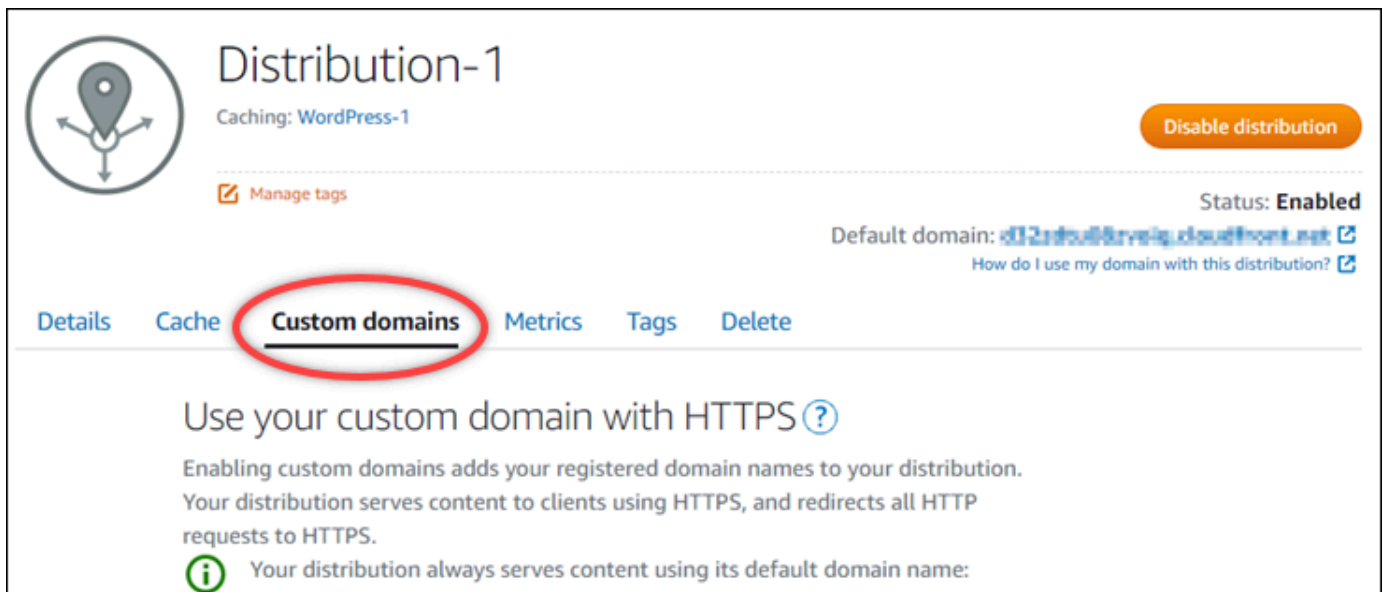 Distribution-1
Caching: WordPress-1
Disable distribution
Manage tags
Status: Enabled
Default domain:
How do I use my domain with this distribution?
Details Cache Custom domains Metrics Tags Delete
Use your custom domain with HTTPS ?
Enabling custom domains adds your registered domain names to your distribution.
Your distribution serves content to clients using HTTPS, and redirects all HTTP
requests to HTTPS.
Your distribution always serves content using its default domain name: